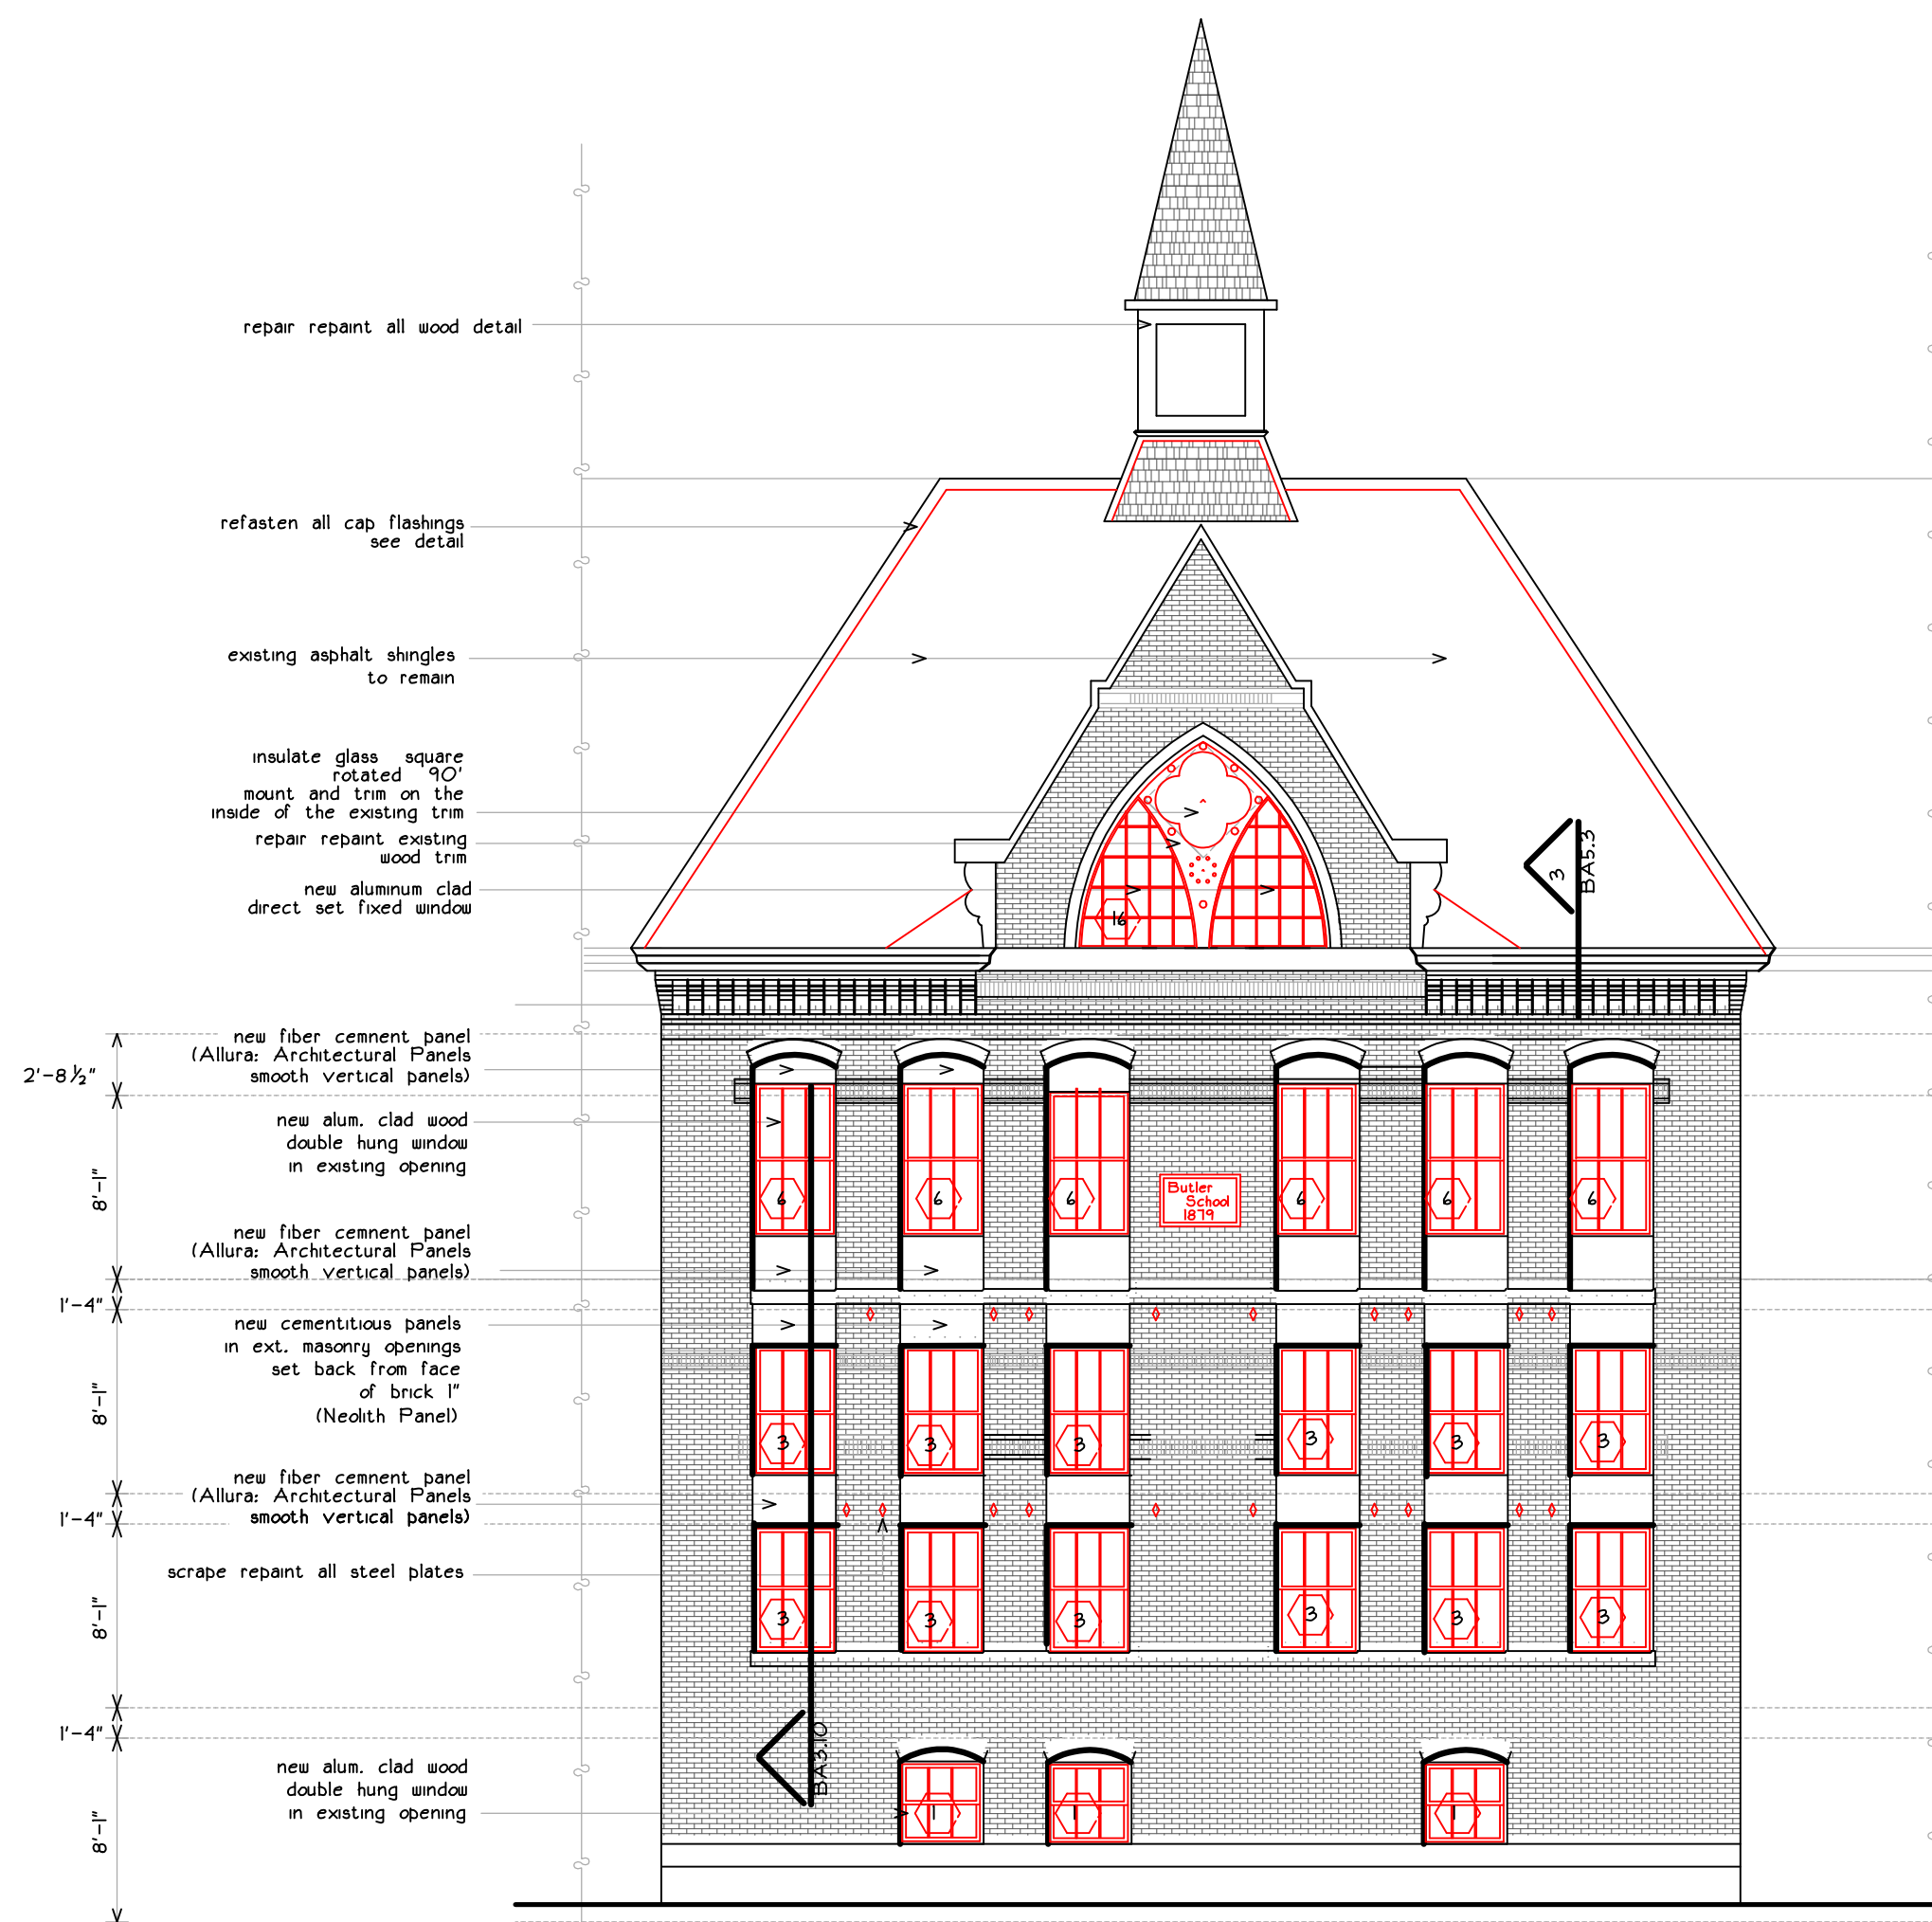 repair repaint all wood detail
refasten all cap flashings
see detail
existing asphalt shingles
to remain
insulate glass square
rotated 90'
mount and trim on the
inside of the existing trim
repair repaint existing
wood trim
new aluminum clad
direct set fixed window
16
3
BA5.3
new fiber cemnent panel
(Allura: Architectural Panels
smooth vertical panels)
2'-8½"
new alum. clad wood
double hung window
in existing opening
8'-1"
6 6 6 6 6 6
Butler
School
1879
new fiber cemnent panel
(Allura: Architectural Panels
smooth vertical panels)
1'-4"
new cementitious panels
in ext. masonry openings
set back from face
of brick 1"
(Neolith Panel)
8'-1"
3 3 3 3 3 3
new fiber cemnent panel
(Allura: Architectural Panels
smooth vertical panels)
1'-4"
scrape repaint all steel plates
8'-1"
3 3 3 3 3 3
1'-4"
BA3.10
new alum. clad wood
double hung window
in existing opening
8'-1"
1 1 1